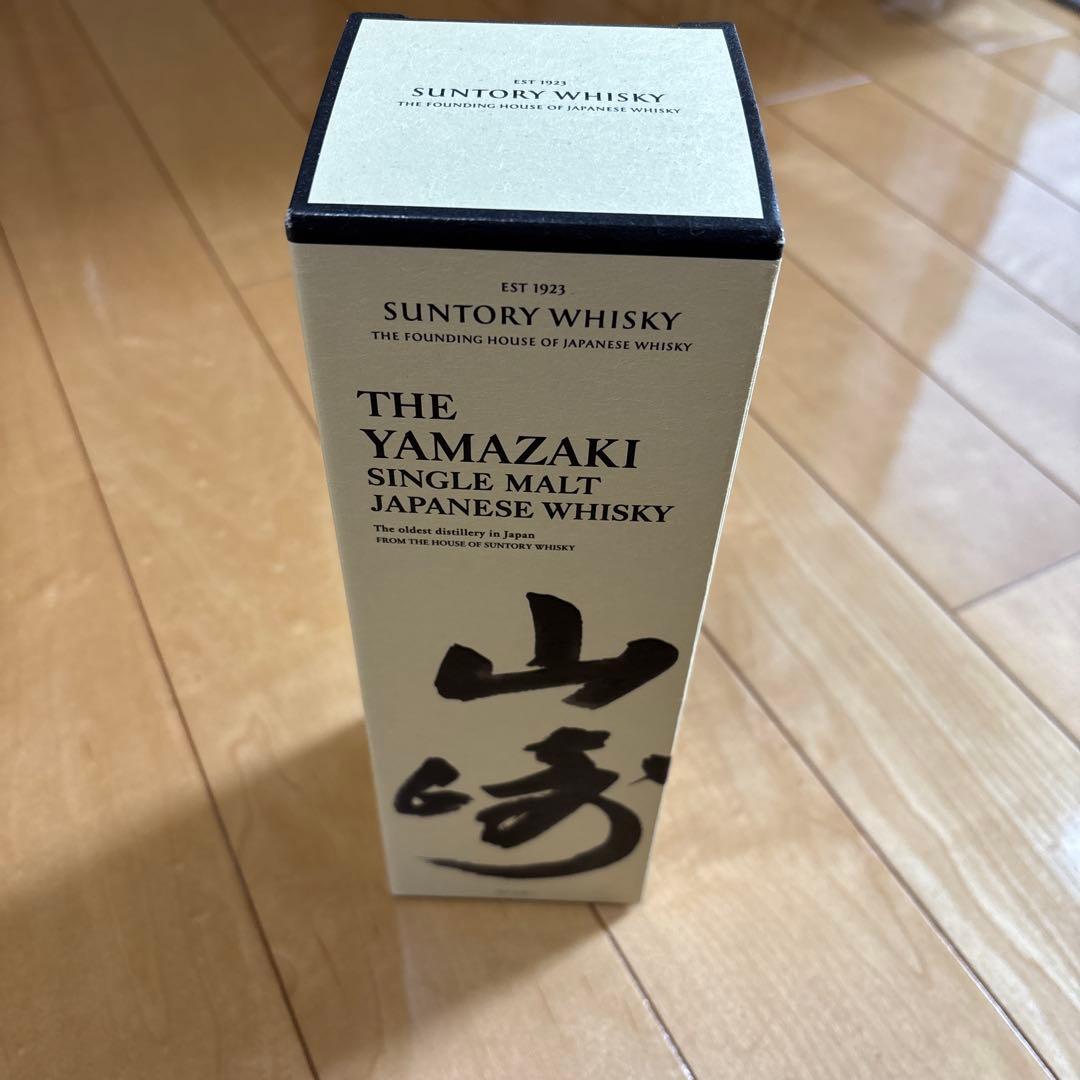 EST 1923
SUNTORY WHISKY
THE FOUNDING HOUSE OF JAPANESE WHISKY
EST 1923
SUNTORY WHISKY
THE FOUNDING HOUSE OF JAPANESE WHISKY
THE
YAMAZAKI
SINGLE MALT
JAPANESE WHISKY
The oldest distillery in Japan
FROM THE HOUSE OF SUNTORY WHISKY
山
崎